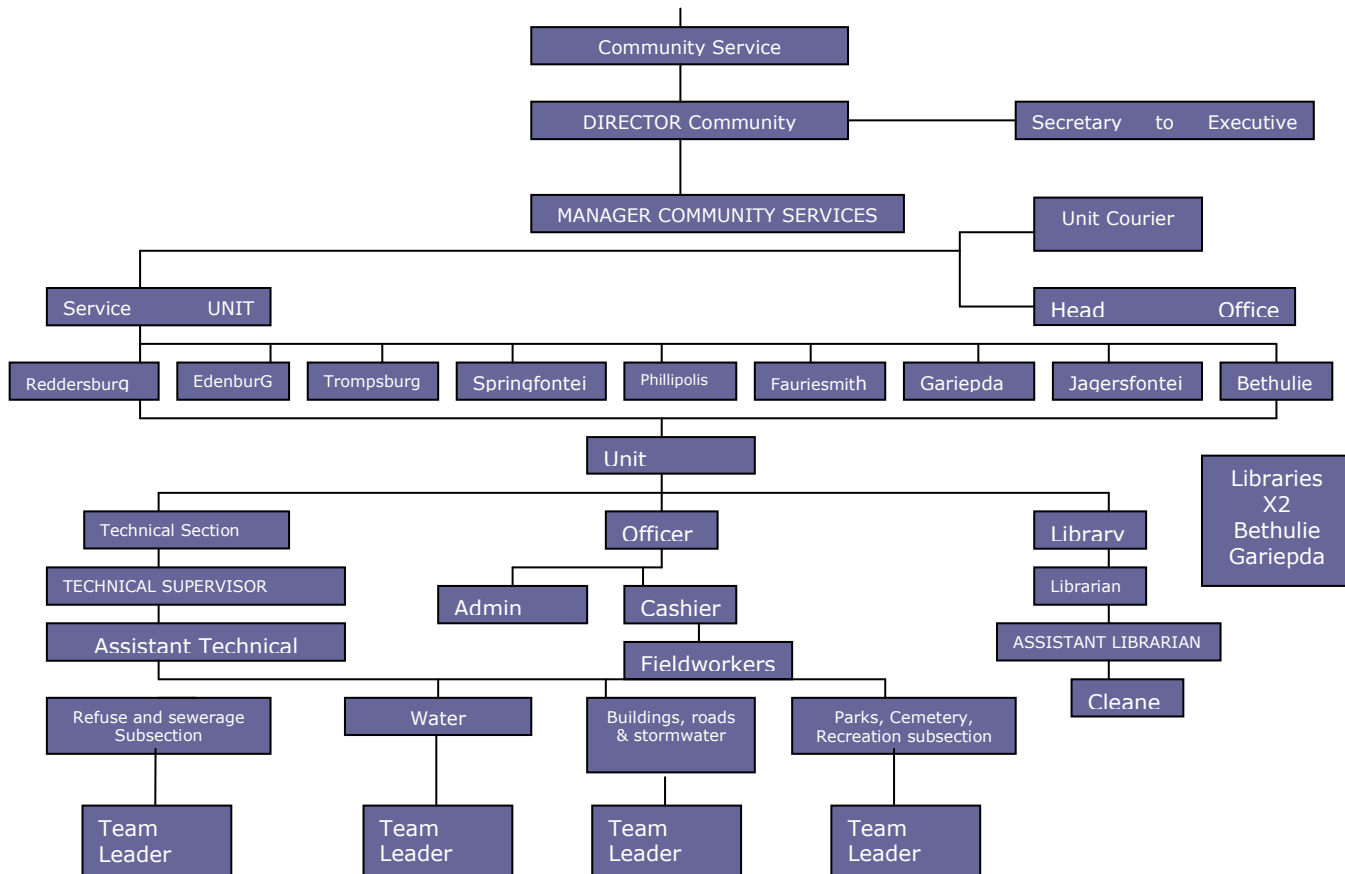 Community Service
DIRECTOR Community
Secretary to Executive
MANAGER COMMUNITY SERVICES
Unit Courier
Service UNIT
Head Office
Reddersburg
EdenburG
Trompsburg
Springfontei
Phillipolis
Fauriesmith
Gariepda
Jagersfontei
Bethulie
Unit
Libraries
X2
Bethulie
Gariepda
Technical Section
Officer
Library
TECHNICAL SUPERVISOR
Admin
Cashier
Librarian
Assistant Technical
Fieldworkers
ASSISTANT LIBRARIAN
Cleane
Refuse and sewerage
Subsection
Water
Buildings, roads
& stormwater
Parks, Cemetery,
Recreation subsection
Team
Leader
Team
Leader
Team
Leader
Team
Leader